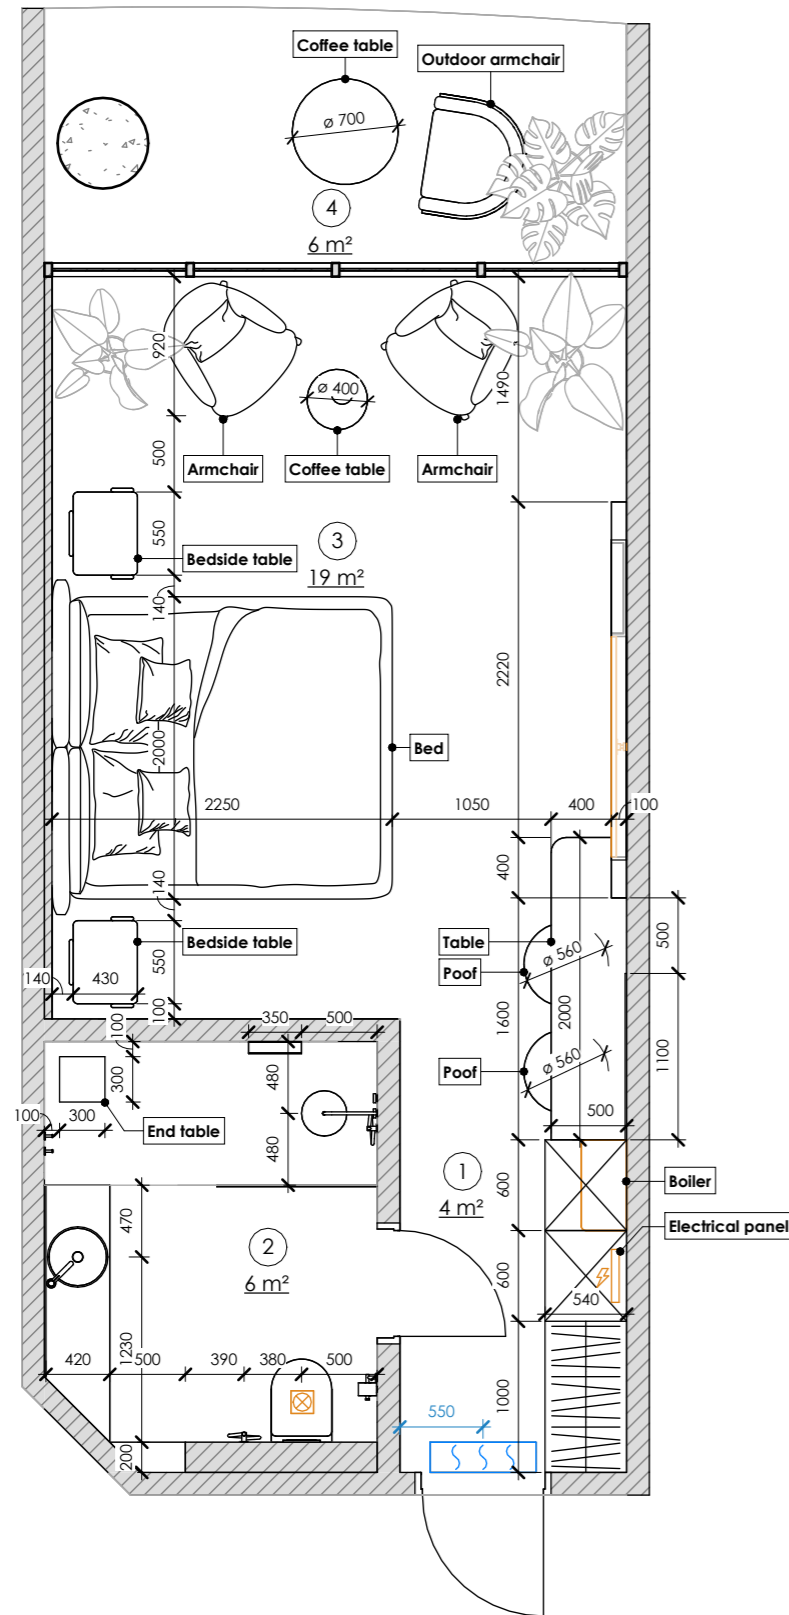 Coffee table
Outdoor armchair
ø 700
4
6 m²
920
1490
ø 400
Armchair
Coffee table
Armchair
500
550
Bedside table
3
19 m²
140
2220
2000
Bed
2250
1050
400
100
400
140
Bedside table
Table
ø 560
500
Poof
140
430
550
100
1600
2000
350
500
100
1100
300
480
Poof
ø 560
100
300
End table
480
500
1
4 m²
600
Boiler
470
2
6 m²
Electrical panel
600
540
1230
420
500
390
380
500
550
1000
200